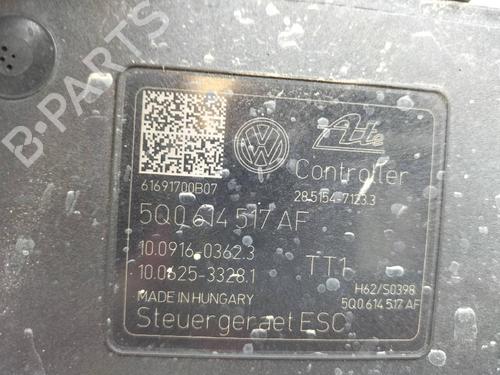 Ate
Controller
61691700B07
28.5154-7123.3
5Q0 614 517 AF
10.0916-0362.3
10.0625-3328.1
TT1
MADE IN HUNGARY
H62/S0398
Steuergeraet ESC
5Q0 614 517 AF
B-PARTS